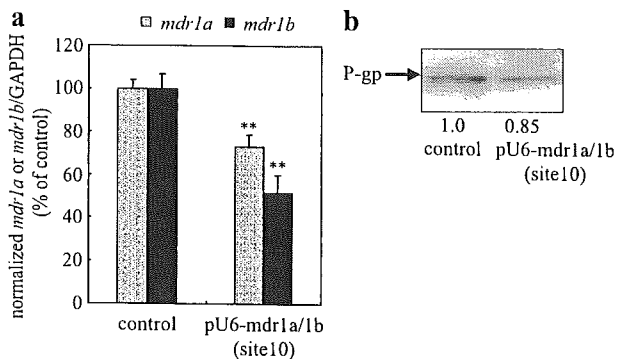 a
mdr1a mdr1b
normalized mdr1a or mdr1b/GAPDH
(% of control)
120
100
80
60
40
20
0
**
**
control
pU6-mdr1a/1b
(site10)
b
P-gp
1.0
0.85
control
pU6-mdr1a/1b
(site10)